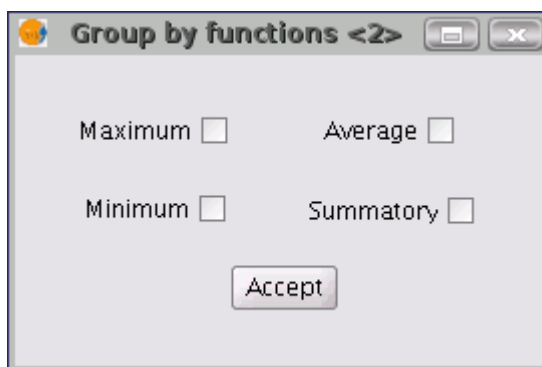 Group by functions <2>
Maximum Average
Minimum Summatory
Accept